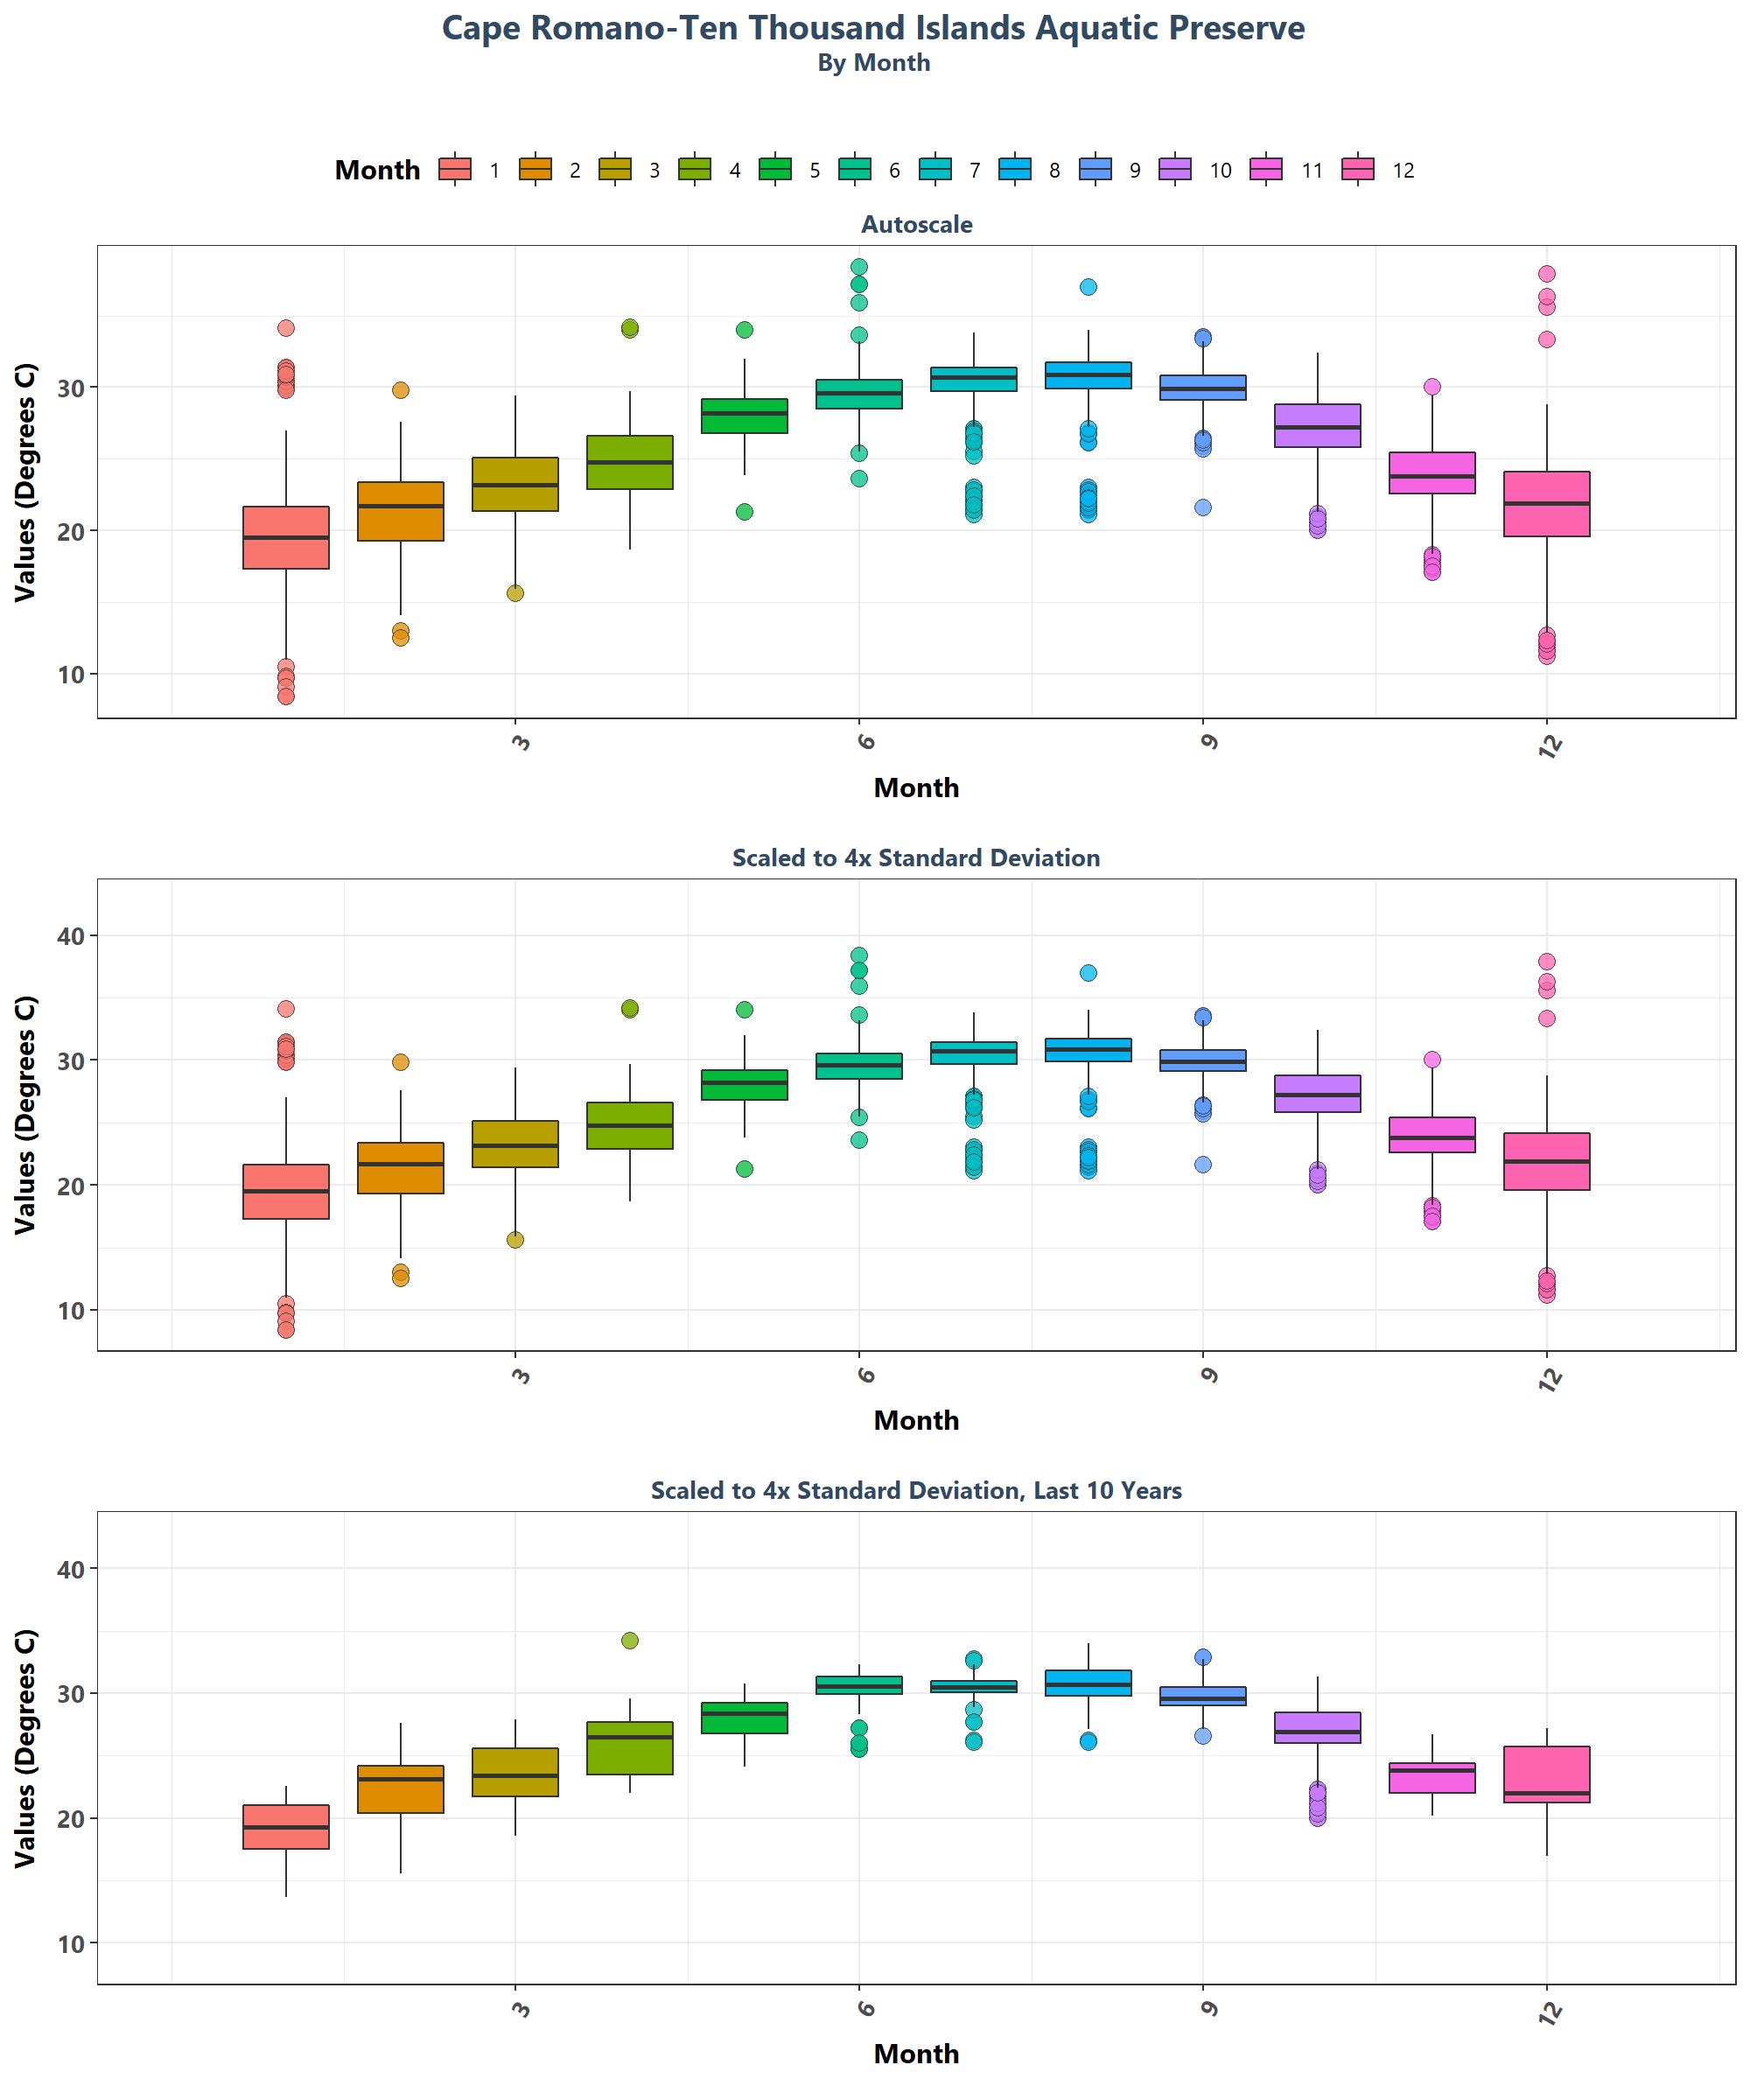 Cape Romano-Ten Thousand Islands Aquatic Preserve
By Month
Month 1 2 3 4 5 6 7 8 9 10 11 12
Autoscale
Values (Degrees C)
30
20
10
3 6 9 12
Month
Scaled to 4x Standard Deviation
Values (Degrees C)
40
30
20
10
3 6 9 12
Month
Scaled to 4x Standard Deviation, Last 10 Years
Values (Degrees C)
40
30
20
10
3 6 9 12
Month